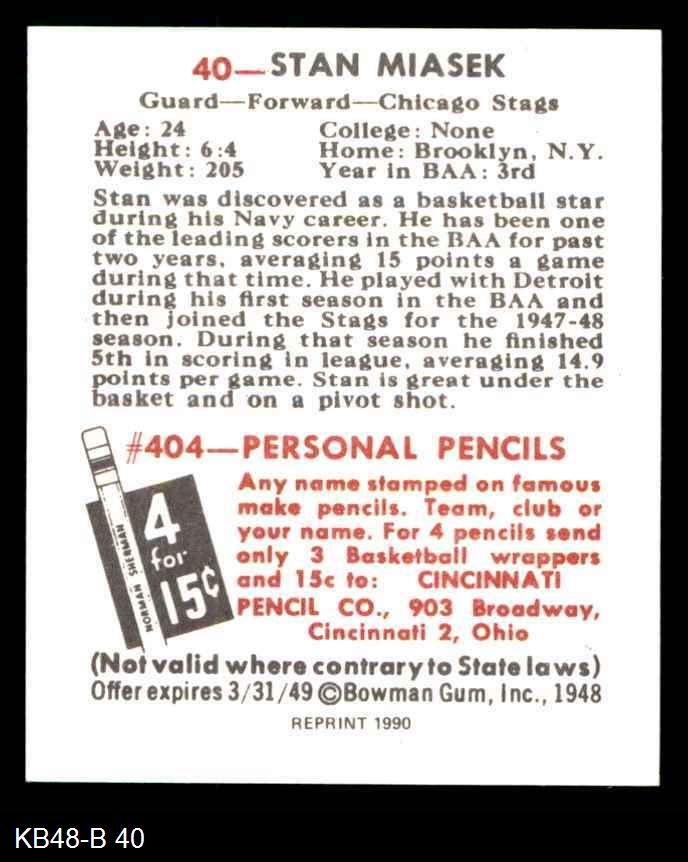 40—STAN MIASEK
Guard—Forward—Chicago Stags
Age: 24 College: None
Height: 6:4 Home: Brooklyn, N.Y.
Weight: 205 Year in BAA: 3rd
Stan was discovered as a basketball star
during his Navy career. He has been one
of the leading scorers in the BAA for past
two years, averaging 15 points a game
during that time. He played with Detroit
during his first season in the BAA and
then joined the Stags for the 1947-48
season. During that season he finished
5th in scoring in league, averaging 14.9
points per game. Stan is great under the
basket and on a pivot shot.
#404—PERSONAL PENCILS
Any name stamped on famous
make pencils. Team, club or
your name. For 4 pencils send
only 3 Basketball wrappers
and 15c to: CINCINNATI
PENCIL CO., 903 Broadway,
Cincinnati 2, Ohio
4
for
15¢
NORMAN SHERMAN
(Not valid where contrary to State laws)
Offer expires 3/31/49 ©Bowman Gum, Inc., 1948
REPRINT 1990
KB48-B 40